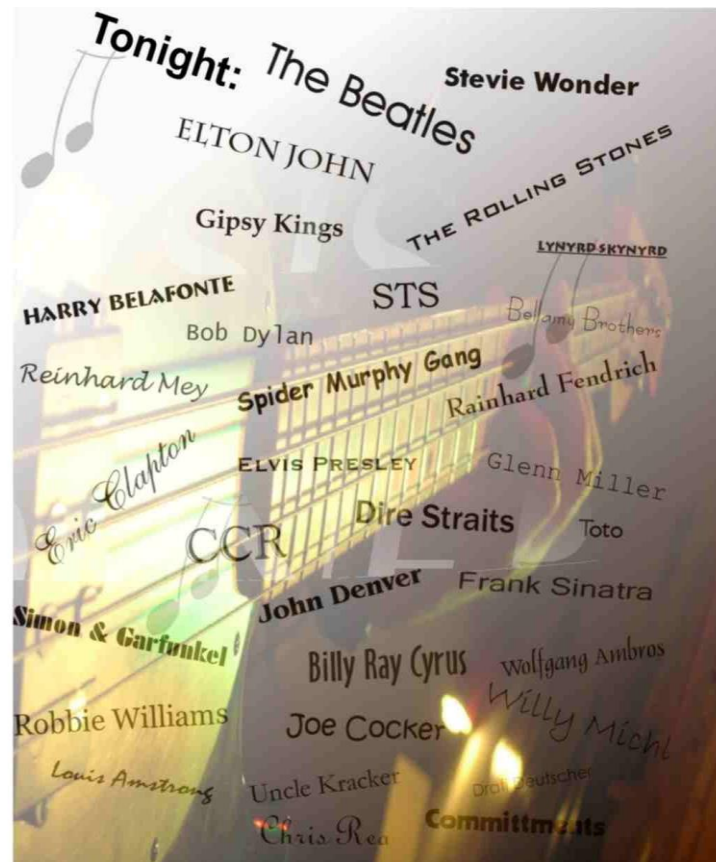 Tonight:
The Beatles
Stevie Wonder
ELTON JOHN
THE ROLLING STONES
Gipsy Kings
LYNYRD SKYNYRD
HARRY BELAFONTE
STS
Bellamy Brothers
Bob Dylan
Reinhard Mey
Spider Murphy Gang
Rainhard Fendrich
Eric Clapton
ELVIS PRESLEY
Glenn Miller
Dire Straits
Toto
CCR
John Denver
Frank Sinatra
Simon & Garfunkel
Billy Ray Cyrus
Wolfgang Ambros
Robbie Williams
Joe Cocker
Willy Michl
Louis Amstrong
Uncle Kracker
Drafi Deutscher
Chris Rea
Committments